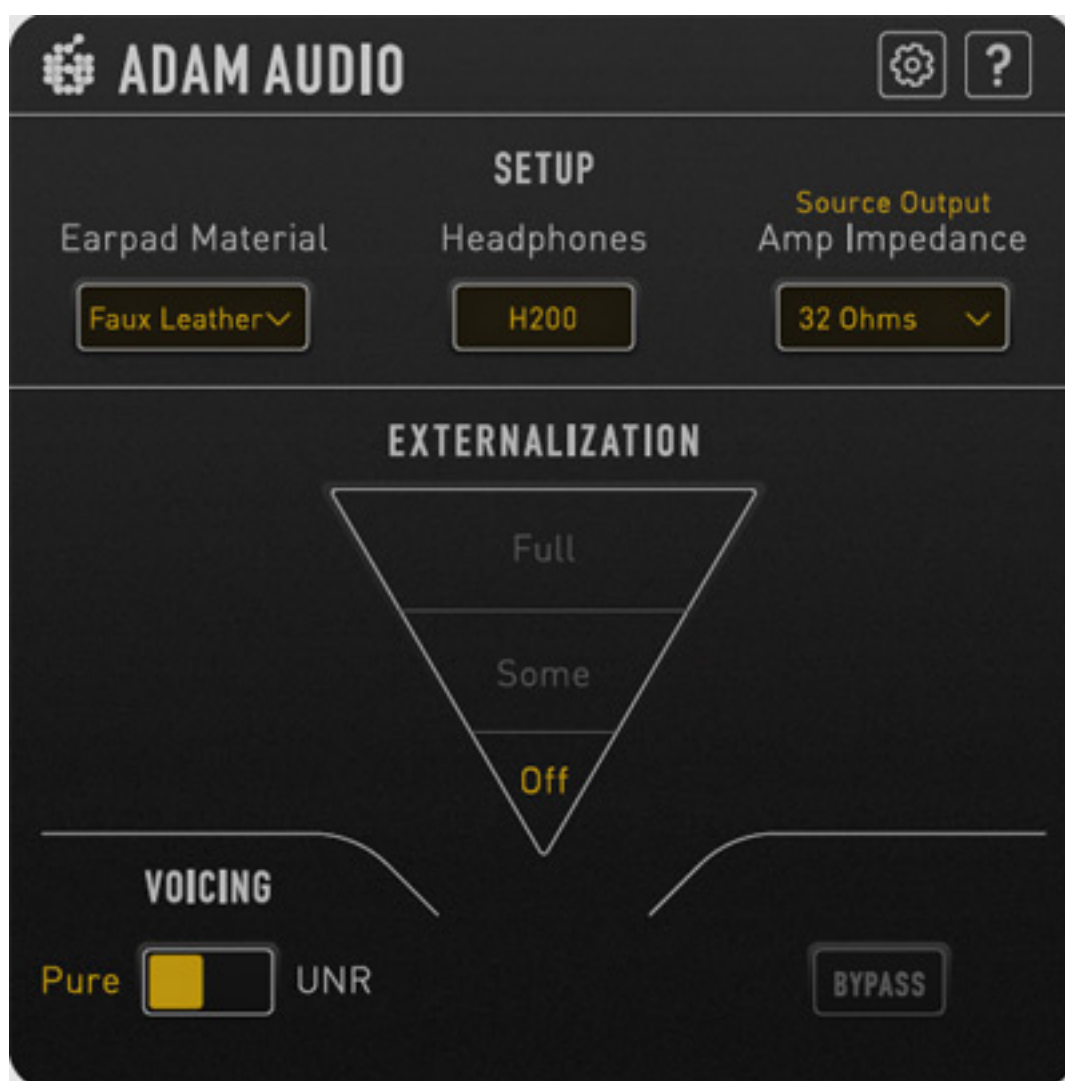 ADAM AUDIO
?
SETUP
Earpad Material
Headphones
Source Output
Amp Impedance
Faux Leather
H200
32 Ohms
EXTERNALIZATION
Full
Some
Off
VOICING
Pure
UNR
BYPASS